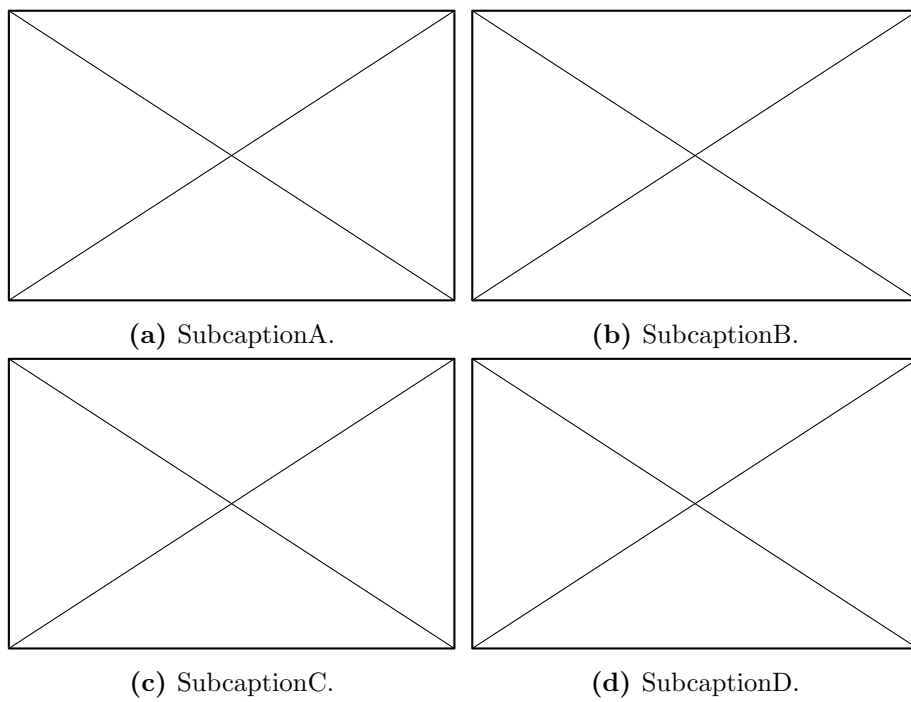 (a) SubcaptionA.
(b) SubcaptionB.
(c) SubcaptionC.
(d) SubcaptionD.